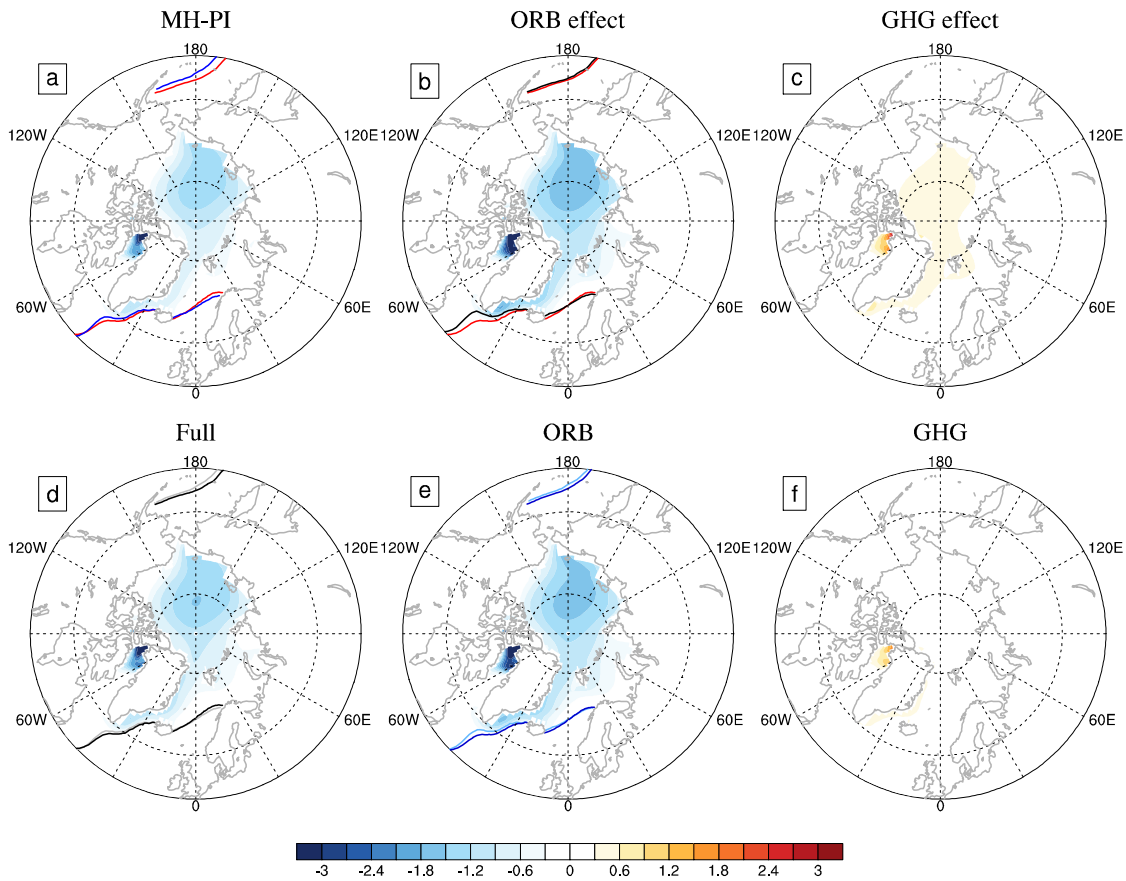 MH-PI ORB effect GHG effect
180 180 180
a b c
120W 120E 120W 120E 120W 120E
60W 60E 60W 60E 60W 60E
0 0 0
Full ORB GHG
180 180 180
d e f
120W 120E 120W 120E 120W 120E
60W 60E 60W 60E 60W 60E
0 0 0
-3 -2.4 -1.8 -1.2 -0.6 0 0.6 1.2 1.8 2.4 3